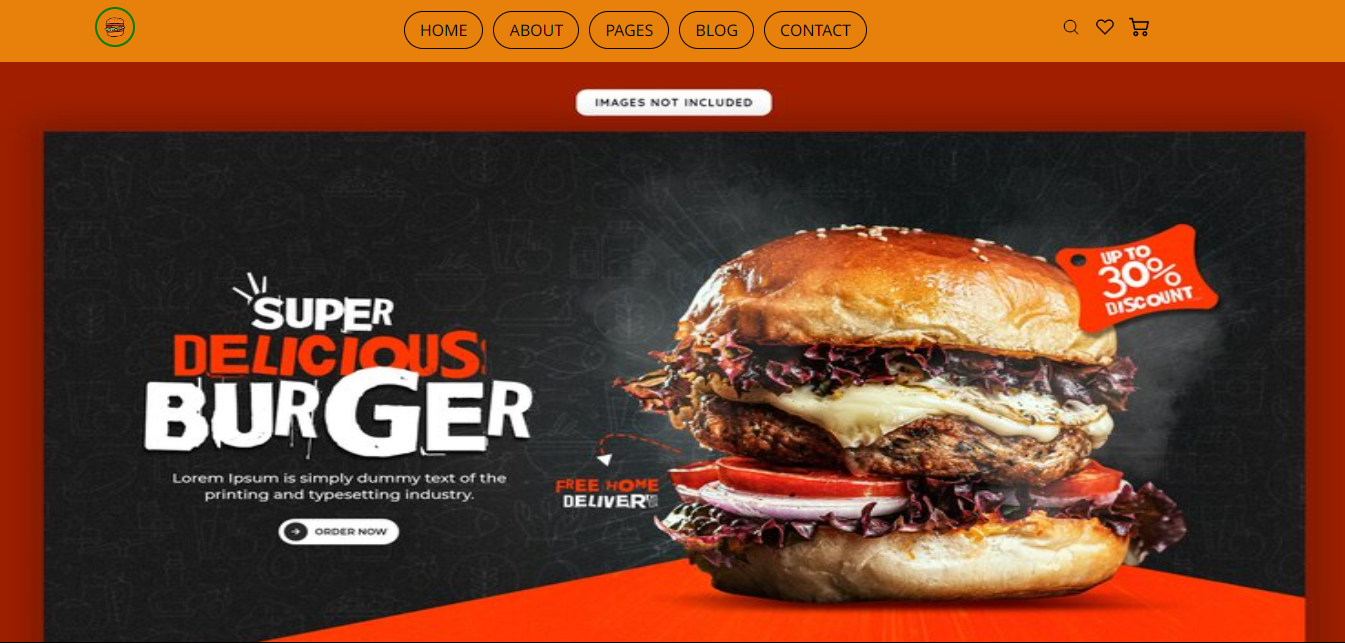 HOME ABOUT PAGES BLOG CONTACT
IMAGES NOT INCLUDED
SUPER
DELICIOUS
BURGER
Lorem Ipsum is simply dummy text of the
printing and typesetting industry.
ORDER NOW
FREE HOME
DELIVERY
UP TO
30%
DISCOUNT